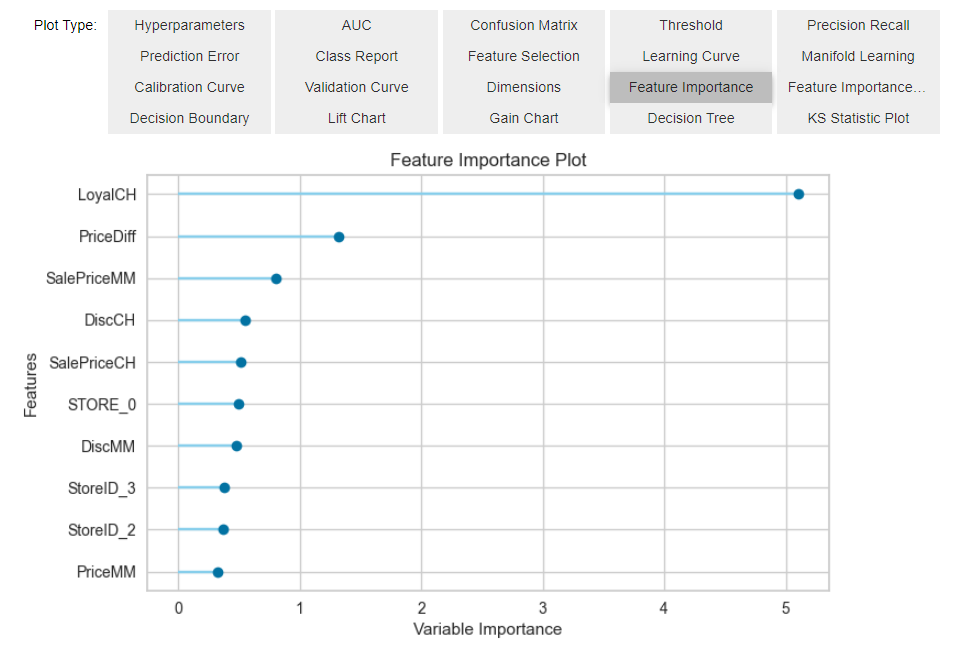 Plot Type: Hyperparameters AUC Confusion Matrix Threshold Precision Recall
Prediction Error Class Report Feature Selection Learning Curve Manifold Learning
Calibration Curve Validation Curve Dimensions Feature Importance Feature Importance...
Decision Boundary Lift Chart Gain Chart Decision Tree KS Statistic Plot
Feature Importance Plot
LoyalCH
PriceDiff
SalePriceMM
DiscCH
SalePriceCH
STORE_0
DiscMM
StoreID_3
StoreID_2
PriceMM
Features
0 1 2 3 4 5
Variable Importance